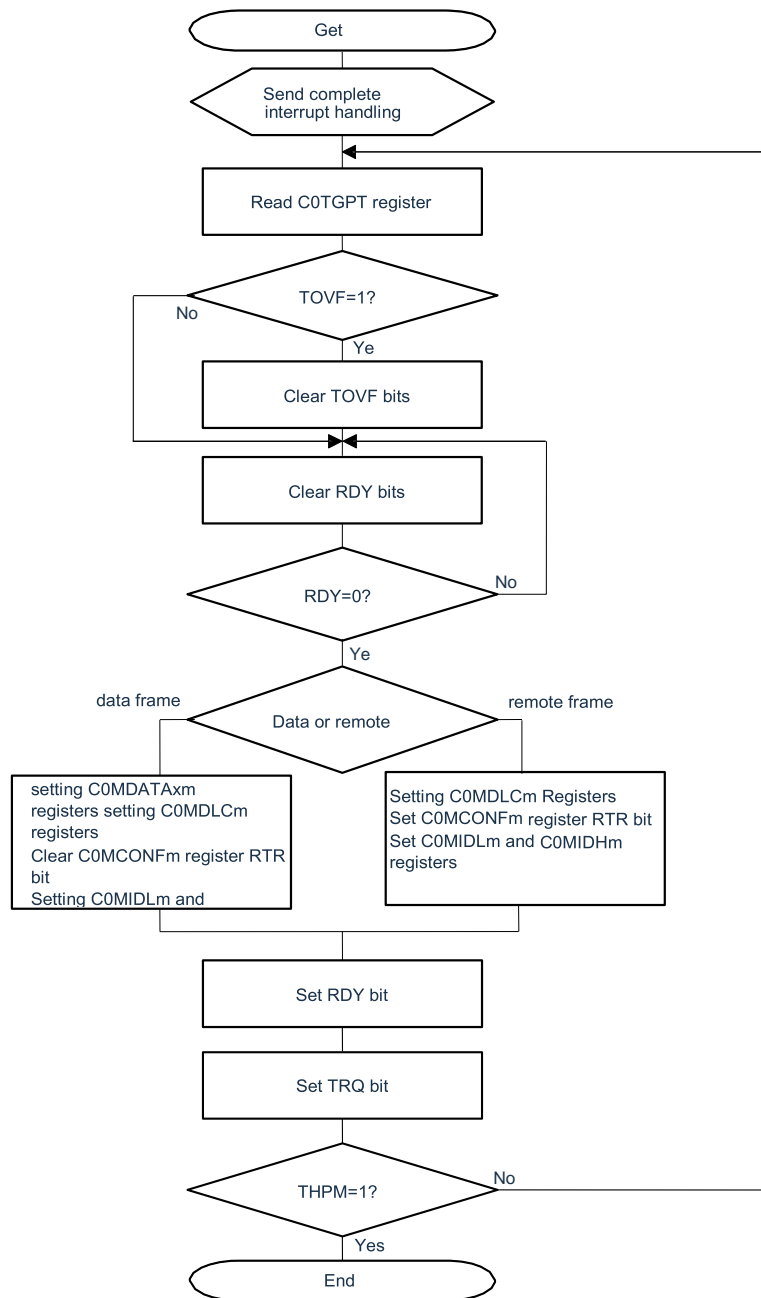 Get
Send complete
interrupt handling
Read C0TGPT register
TOVF=1?
No
Ye
Clear TOVF bits
Clear RDY bits
RDY=0?
No
Ye
data frame
remote frame
Data or remote
setting C0MDATAxm
registers setting C0MDLCm
registers
Clear C0MCONFm register RTR
bit
Setting C0MIDLm and
Setting C0MDLCm Registers
Set C0MCONFm register RTR bit
Set C0MIDLm and C0MIDHm
registers
Set RDY bit
Set TRQ bit
THPM=1?
No
Yes
End